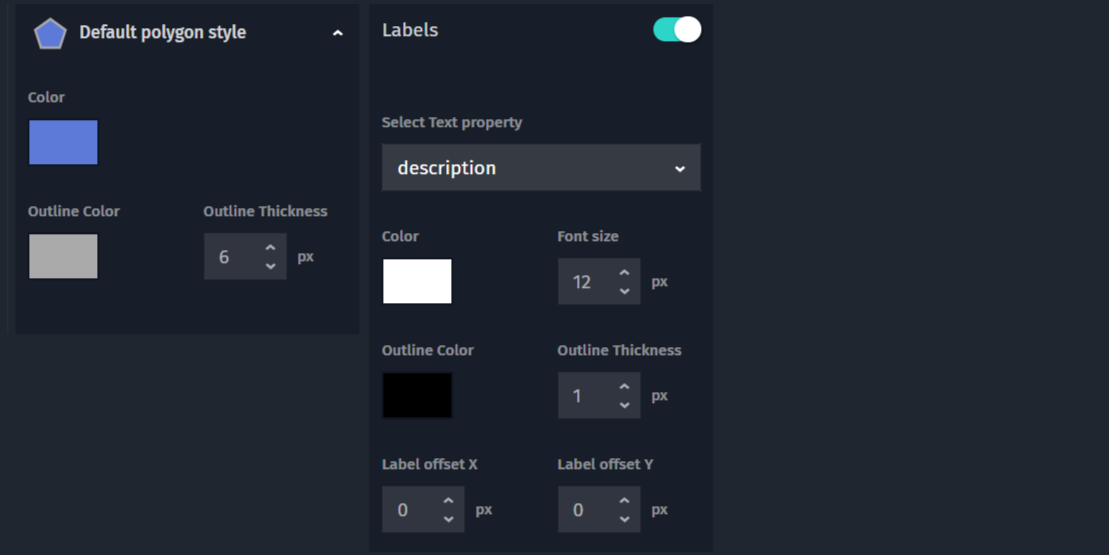 Default polygon style
Color
Outline Color
Outline Thickness
6
px
Labels
Select Text property
description
Color
Font size
12
px
Outline Color
Outline Thickness
1
px
Label offset X
Label offset Y
0
px
0
px